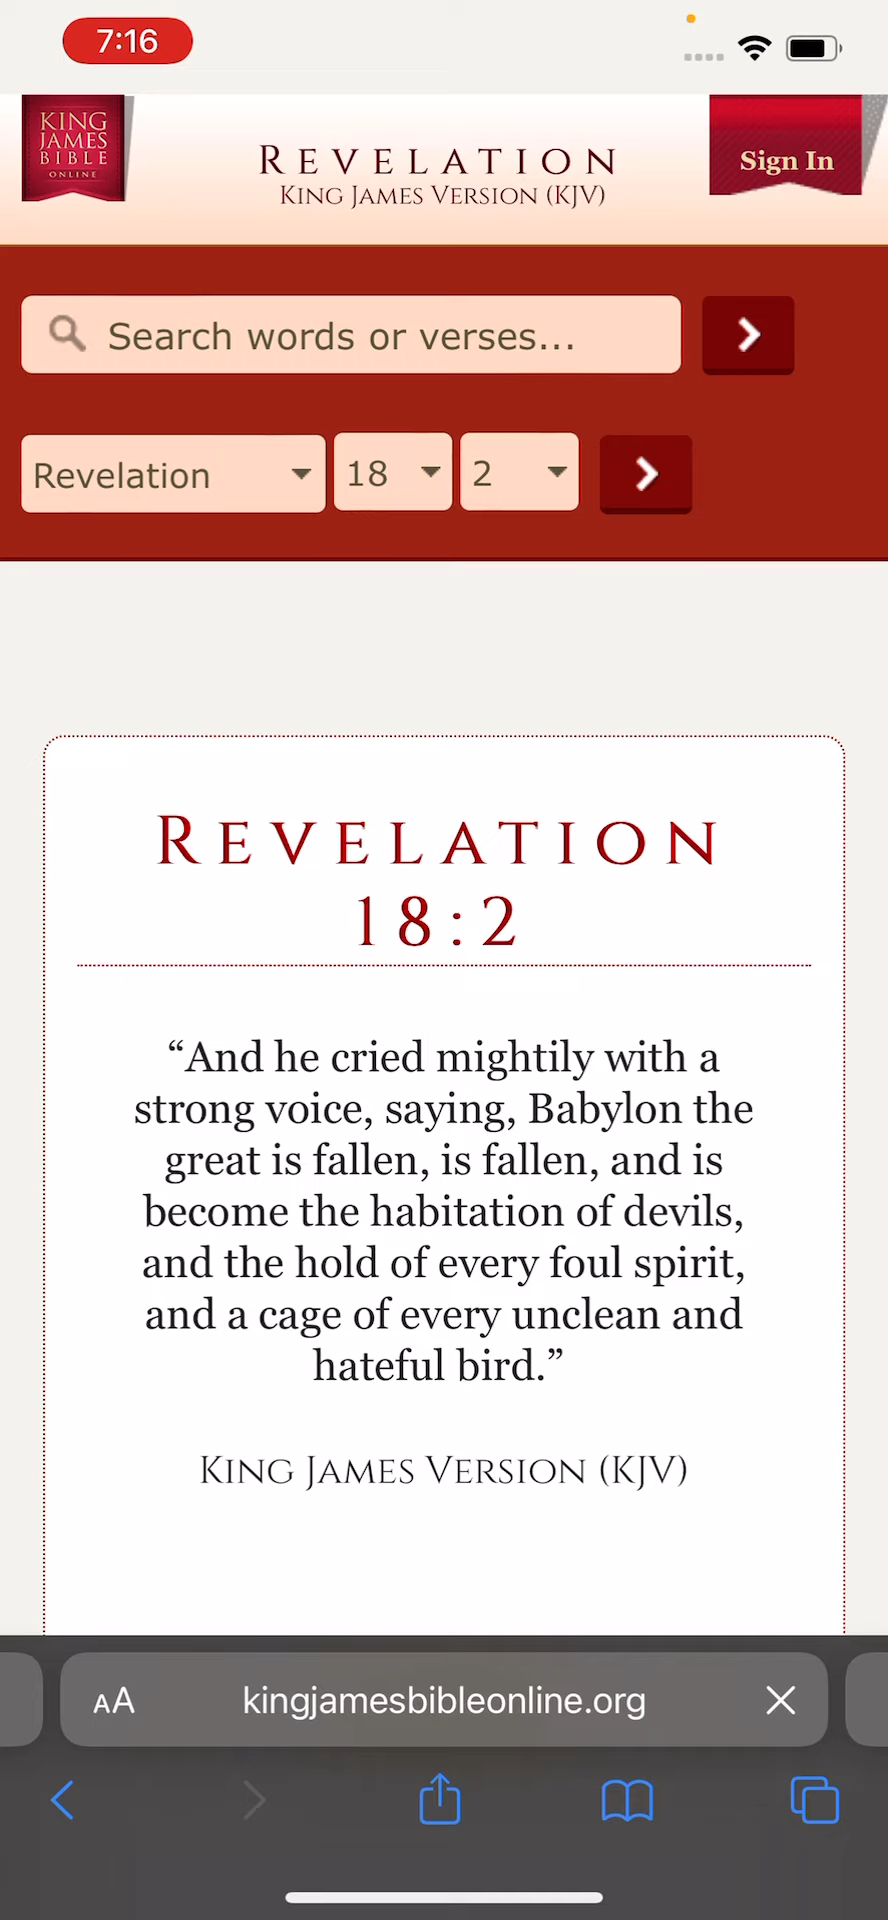 7:16
KING
JAMES
BIBLE
ONLINE
REVELATION
KING JAMES VERSION (KJV)
Sign In
Search words or verses...
Revelation 18 2
REVELATION
18:2
“And he cried mightily with a
strong voice, saying, Babylon the
great is fallen, is fallen, and is
become the habitation of devils,
and the hold of every foul spirit,
and a cage of every unclean and
hateful bird.”
KING JAMES VERSION (KJV)
AA kingjamesbibleonline.org